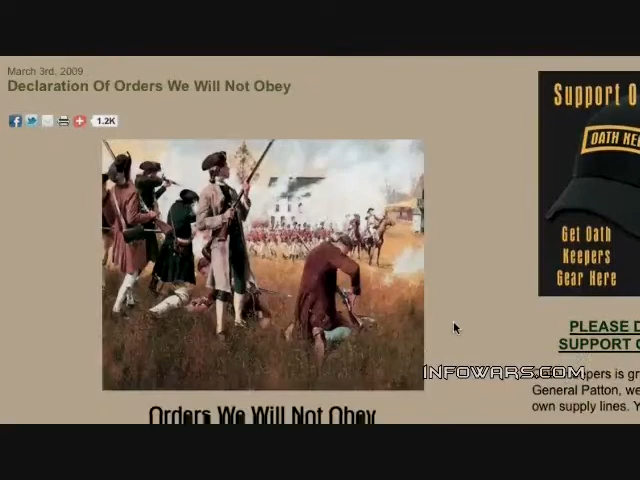 March 3rd, 2009
Declaration Of Orders We Will Not Obey
1.2K
Support O
OATH KE
Get Oath
Keepers
Gear Here
PLEASE D
SUPPORT O
INFOWARS.COM
pers is gr
General Patton, we
own supply lines. Y
Orders We Will Not Obey